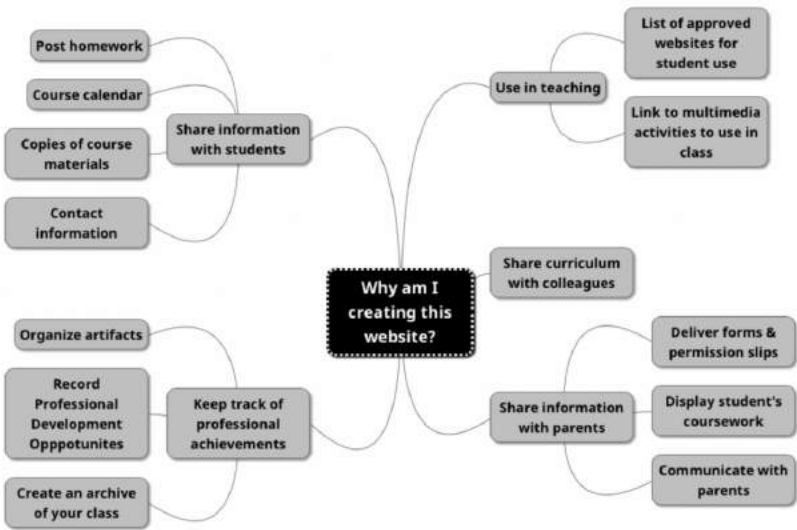 Post homework
Course calendar
Copies of course
materials
Contact
information
Share information
with students
Use in teaching
List of approved
websites for
student use
Link to multimedia
activities to use in
class
Why am I
creating this
website?
Share curriculum
with colleagues
Organize artifacts
Record
Professional
Development
Opppotunites
Create an archive
of your class
Keep track of
professional
achievements
Share information
with parents
Deliver forms &
permission slips
Display student's
coursework
Communicate with
parents